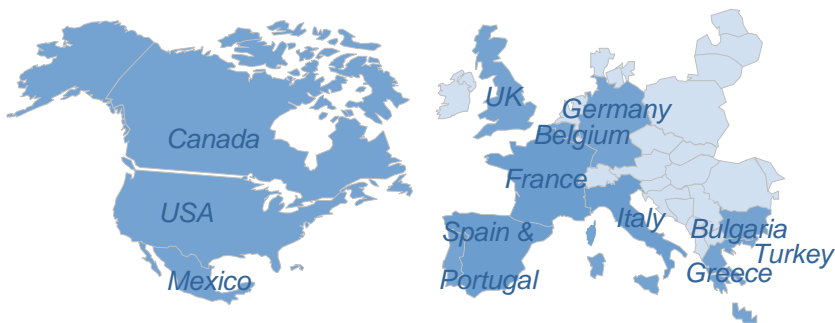 Canada
USA
Mexico
UK
Germany
Belgium
France
Spain &
Portugal
Italy
Bulgaria
Turkey
Greece